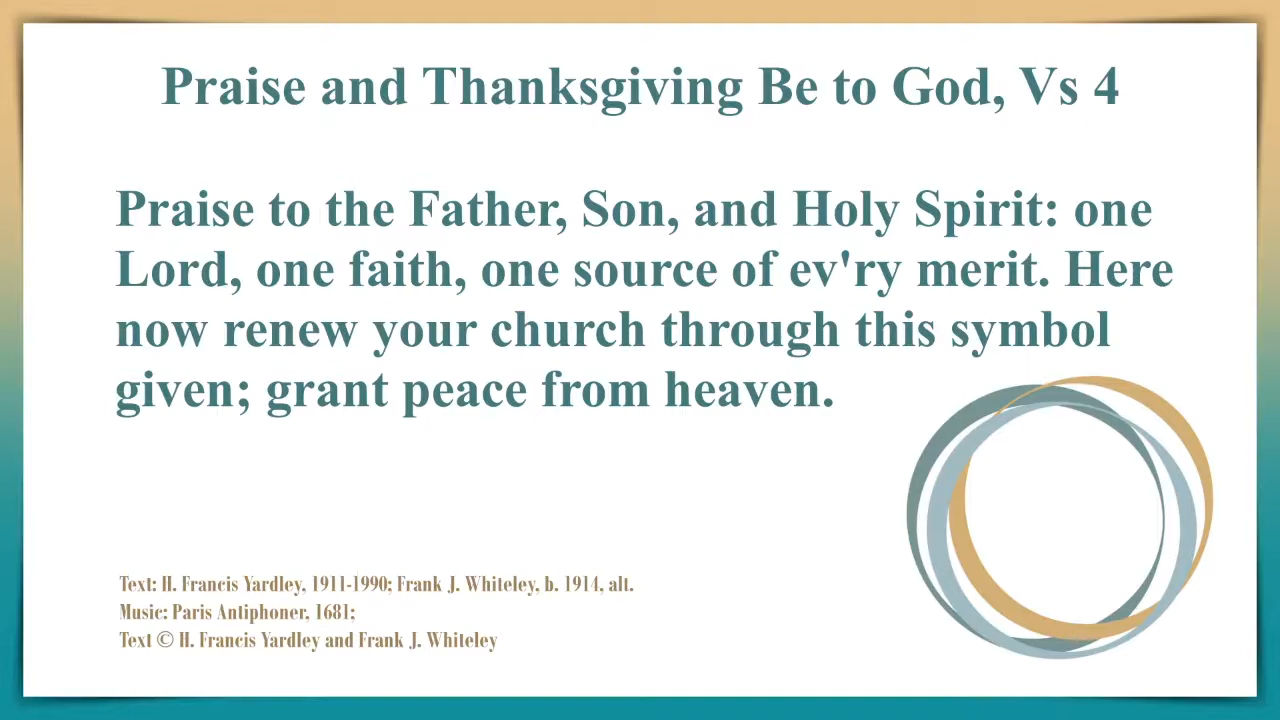 Praise and Thanksgiving Be to God, Vs 4
Praise to the Father, Son, and Holy Spirit: one
Lord, one faith, one source of ev'ry merit. Here
now renew your church through this symbol
given; grant peace from heaven.
Text: H. Francis Yardley, 1911-1990; Frank J. Whiteley, b. 1914, alt.
Music: Paris Antiphoner, 1681;
Text © H. Francis Yardley and Frank J. Whiteley